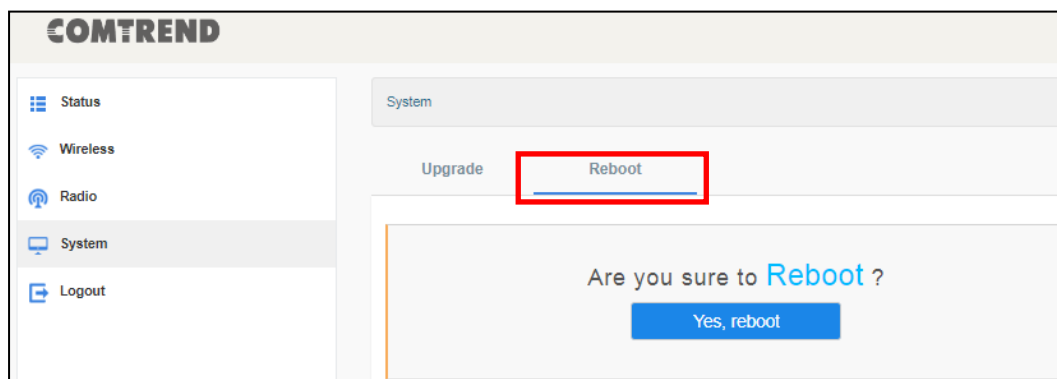 COMTREND
Status
Wireless
Radio
System
Logout
System
Upgrade Reboot
Are you sure to Reboot ?
Yes, reboot